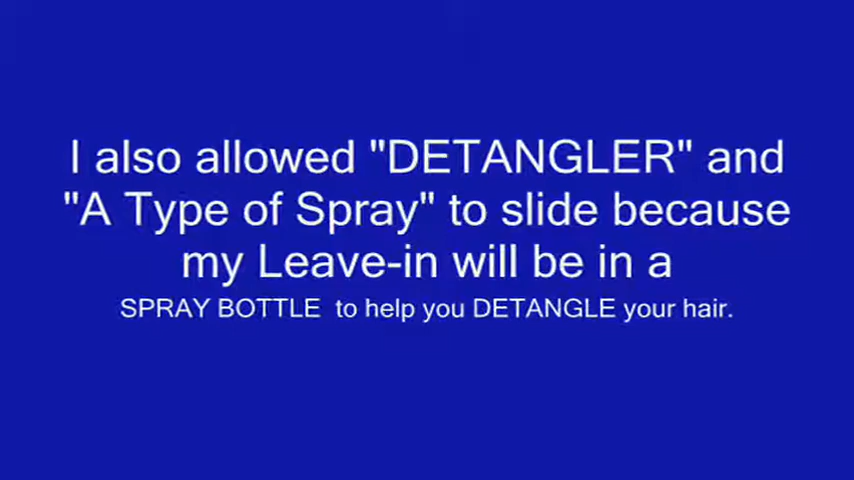 I also allowed "DETANGLER" and
"A Type of Spray" to slide because
my Leave-in will be in a
SPRAY BOTTLE  to help you DETANGLE your hair.